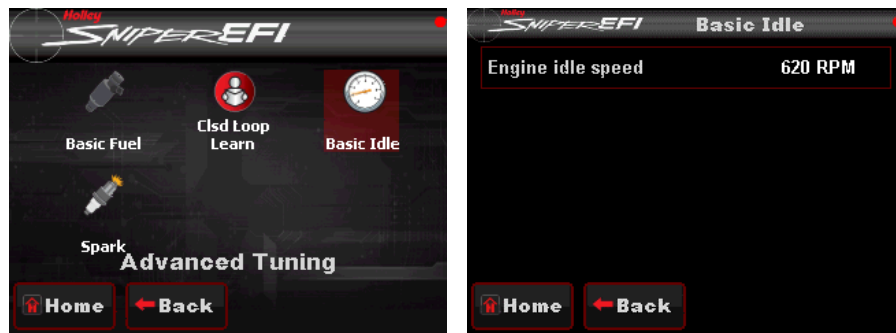 Holley
SNIPER EFI
Basic Fuel
Clsd Loop
Learn
Basic Idle
Spark
Advanced Tuning
Home
Back
Holley
SNIPER EFI
Basic Idle
Engine idle speed 620 RPM
Home
Back